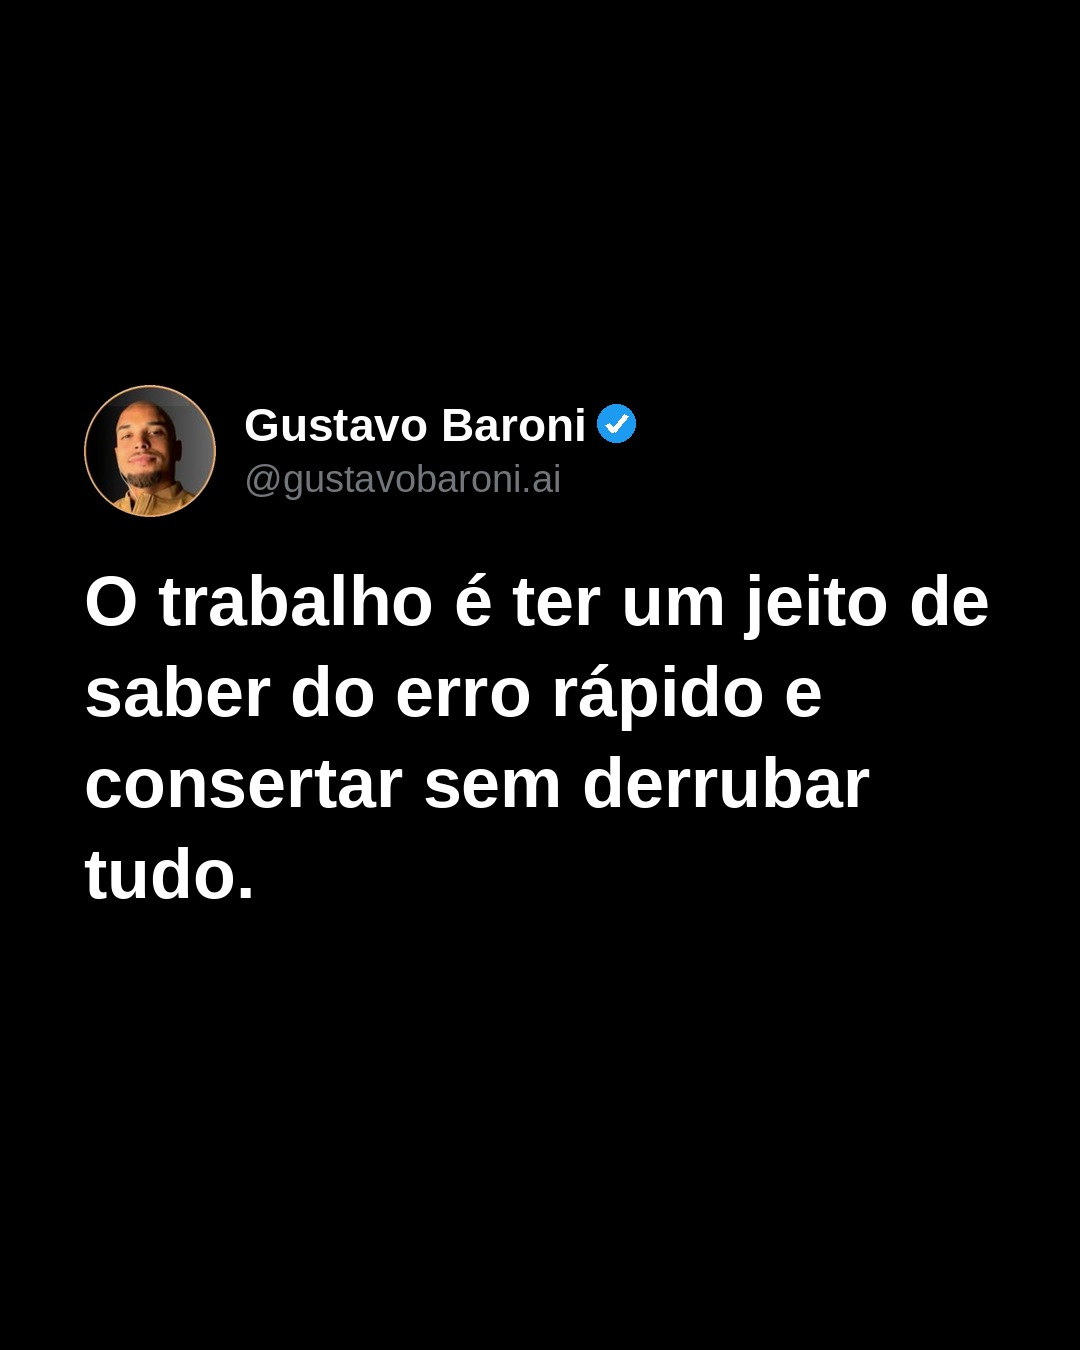 Gustavo Baroni
@gustavobaroni.ai
O trabalho é ter um jeito de
saber do erro rápido e
consertar sem derrubar
tudo.